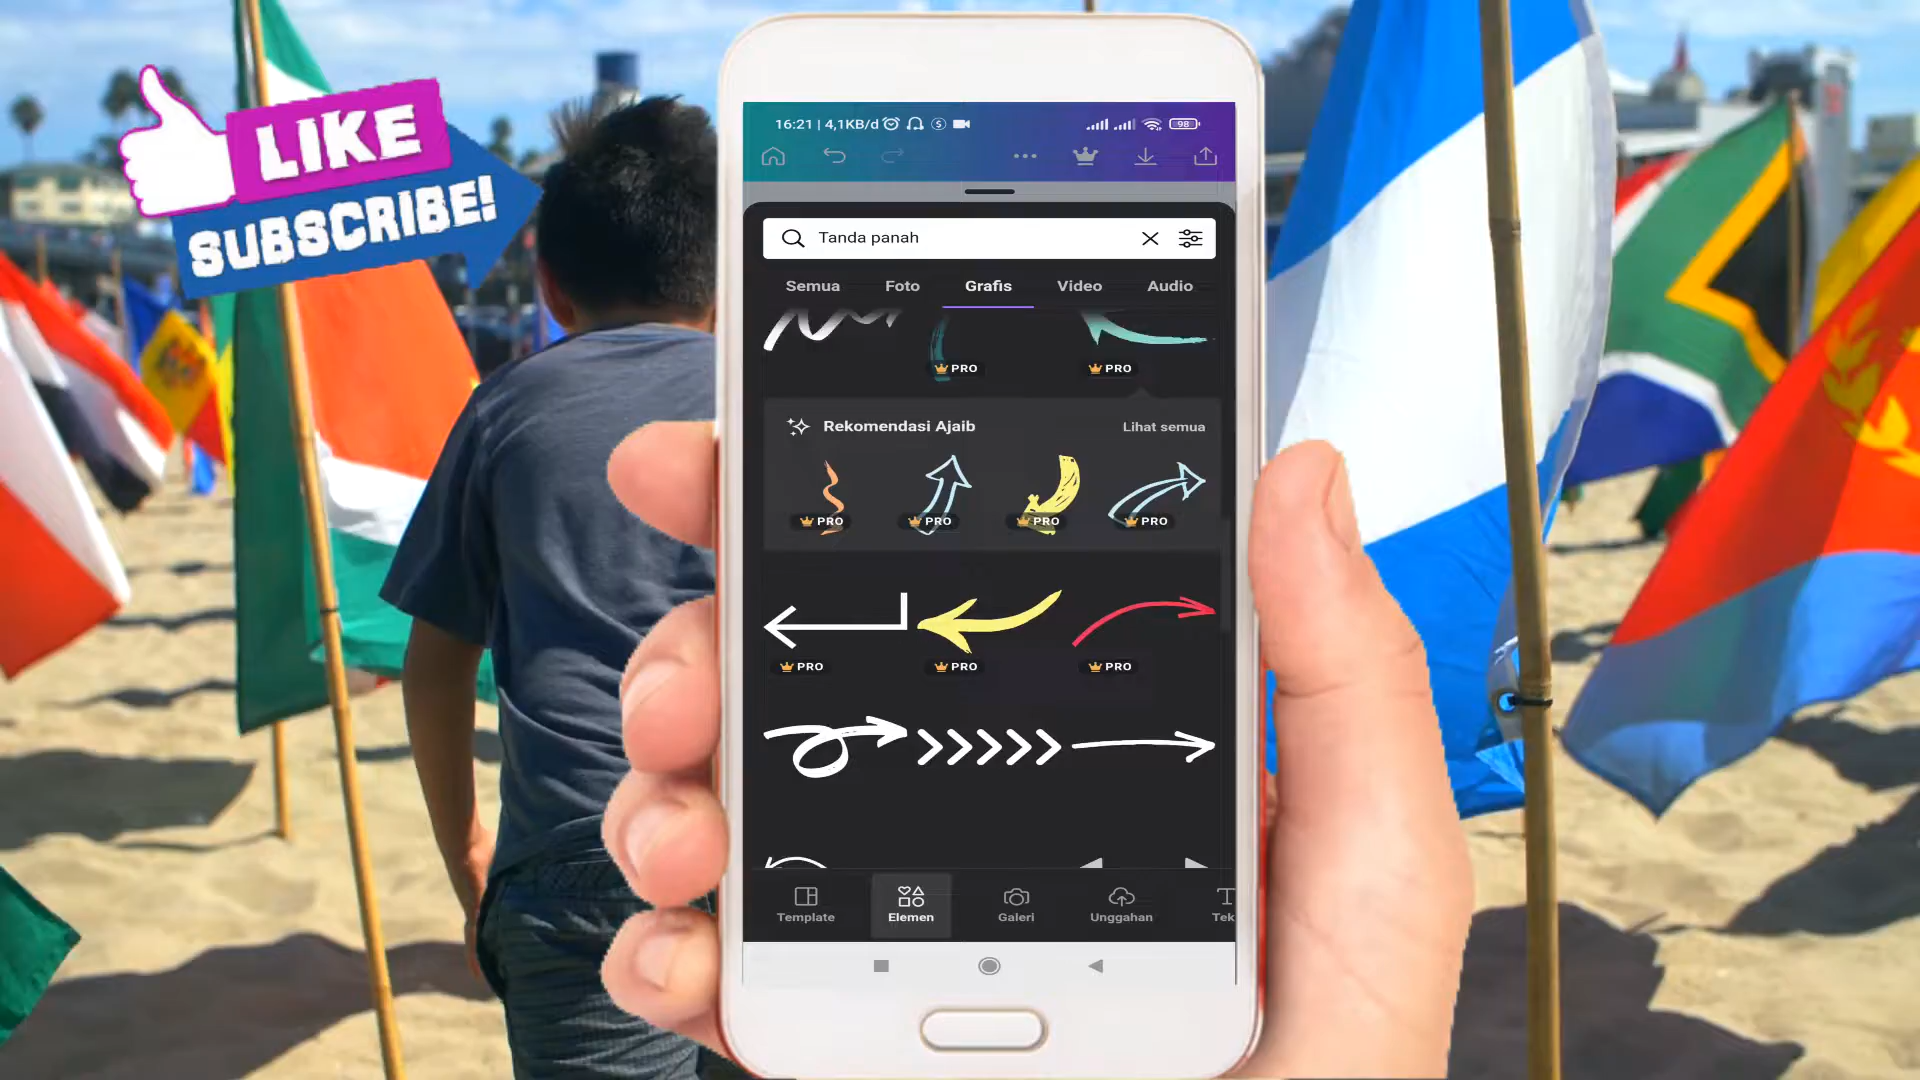 LIKE
SUBSCRIBE!
16:21 | 4,1KB/d
98
Tanda panah
Semua Foto Grafis Video Audio
PRO PRO
Rekomendasi Ajaib Lihat semua
PRO PRO PRO PRO
PRO PRO PRO
Template Elemen Galeri Unggahan Tek